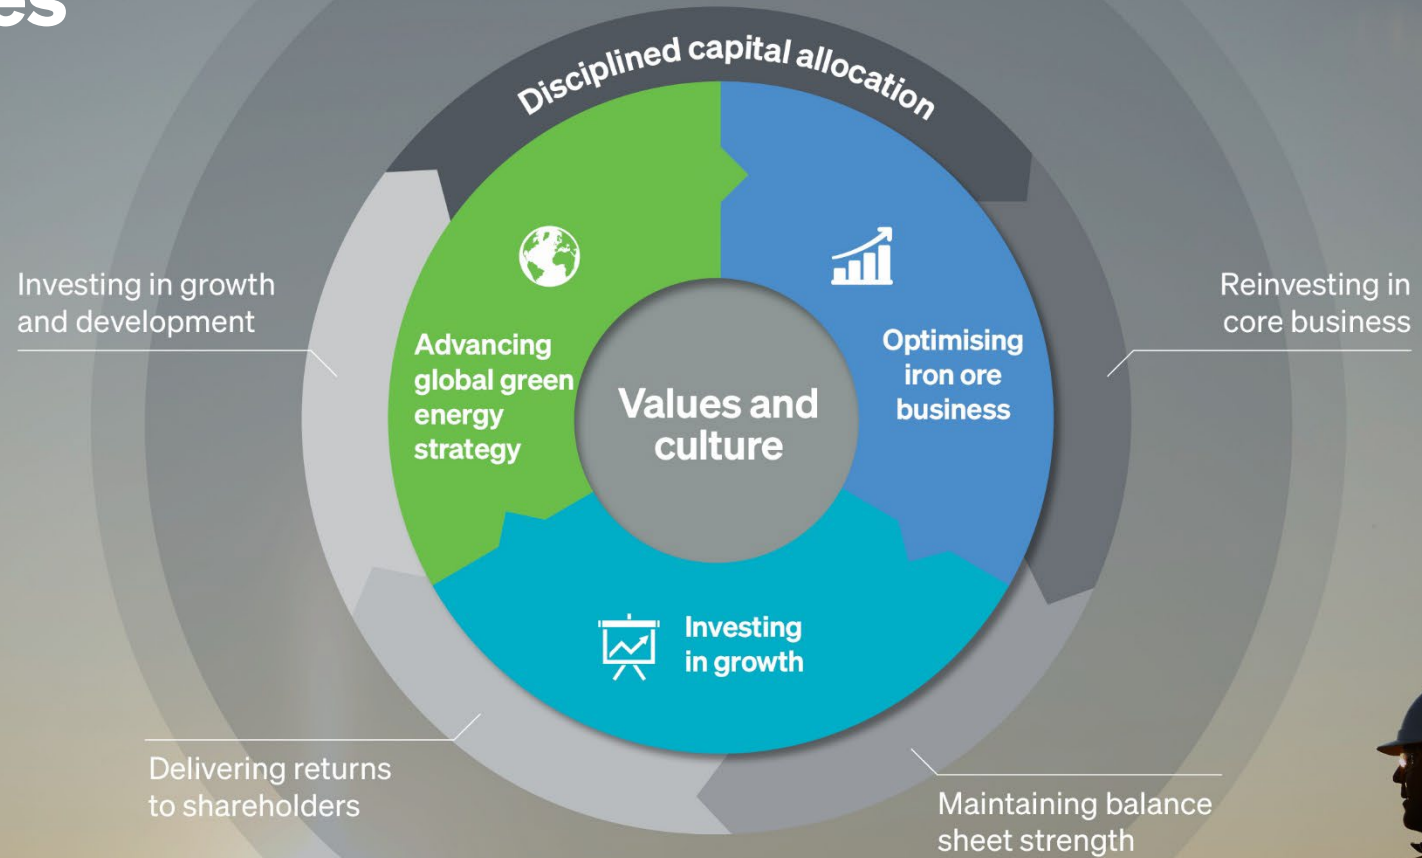 es
Disciplined capital allocation
Investing in growth
and development
Reinvesting in
core business
Advancing
global green
energy
strategy
Optimising
iron ore
business
Values and
culture
Investing
in growth
Delivering returns
to shareholders
Maintaining balance
sheet strength